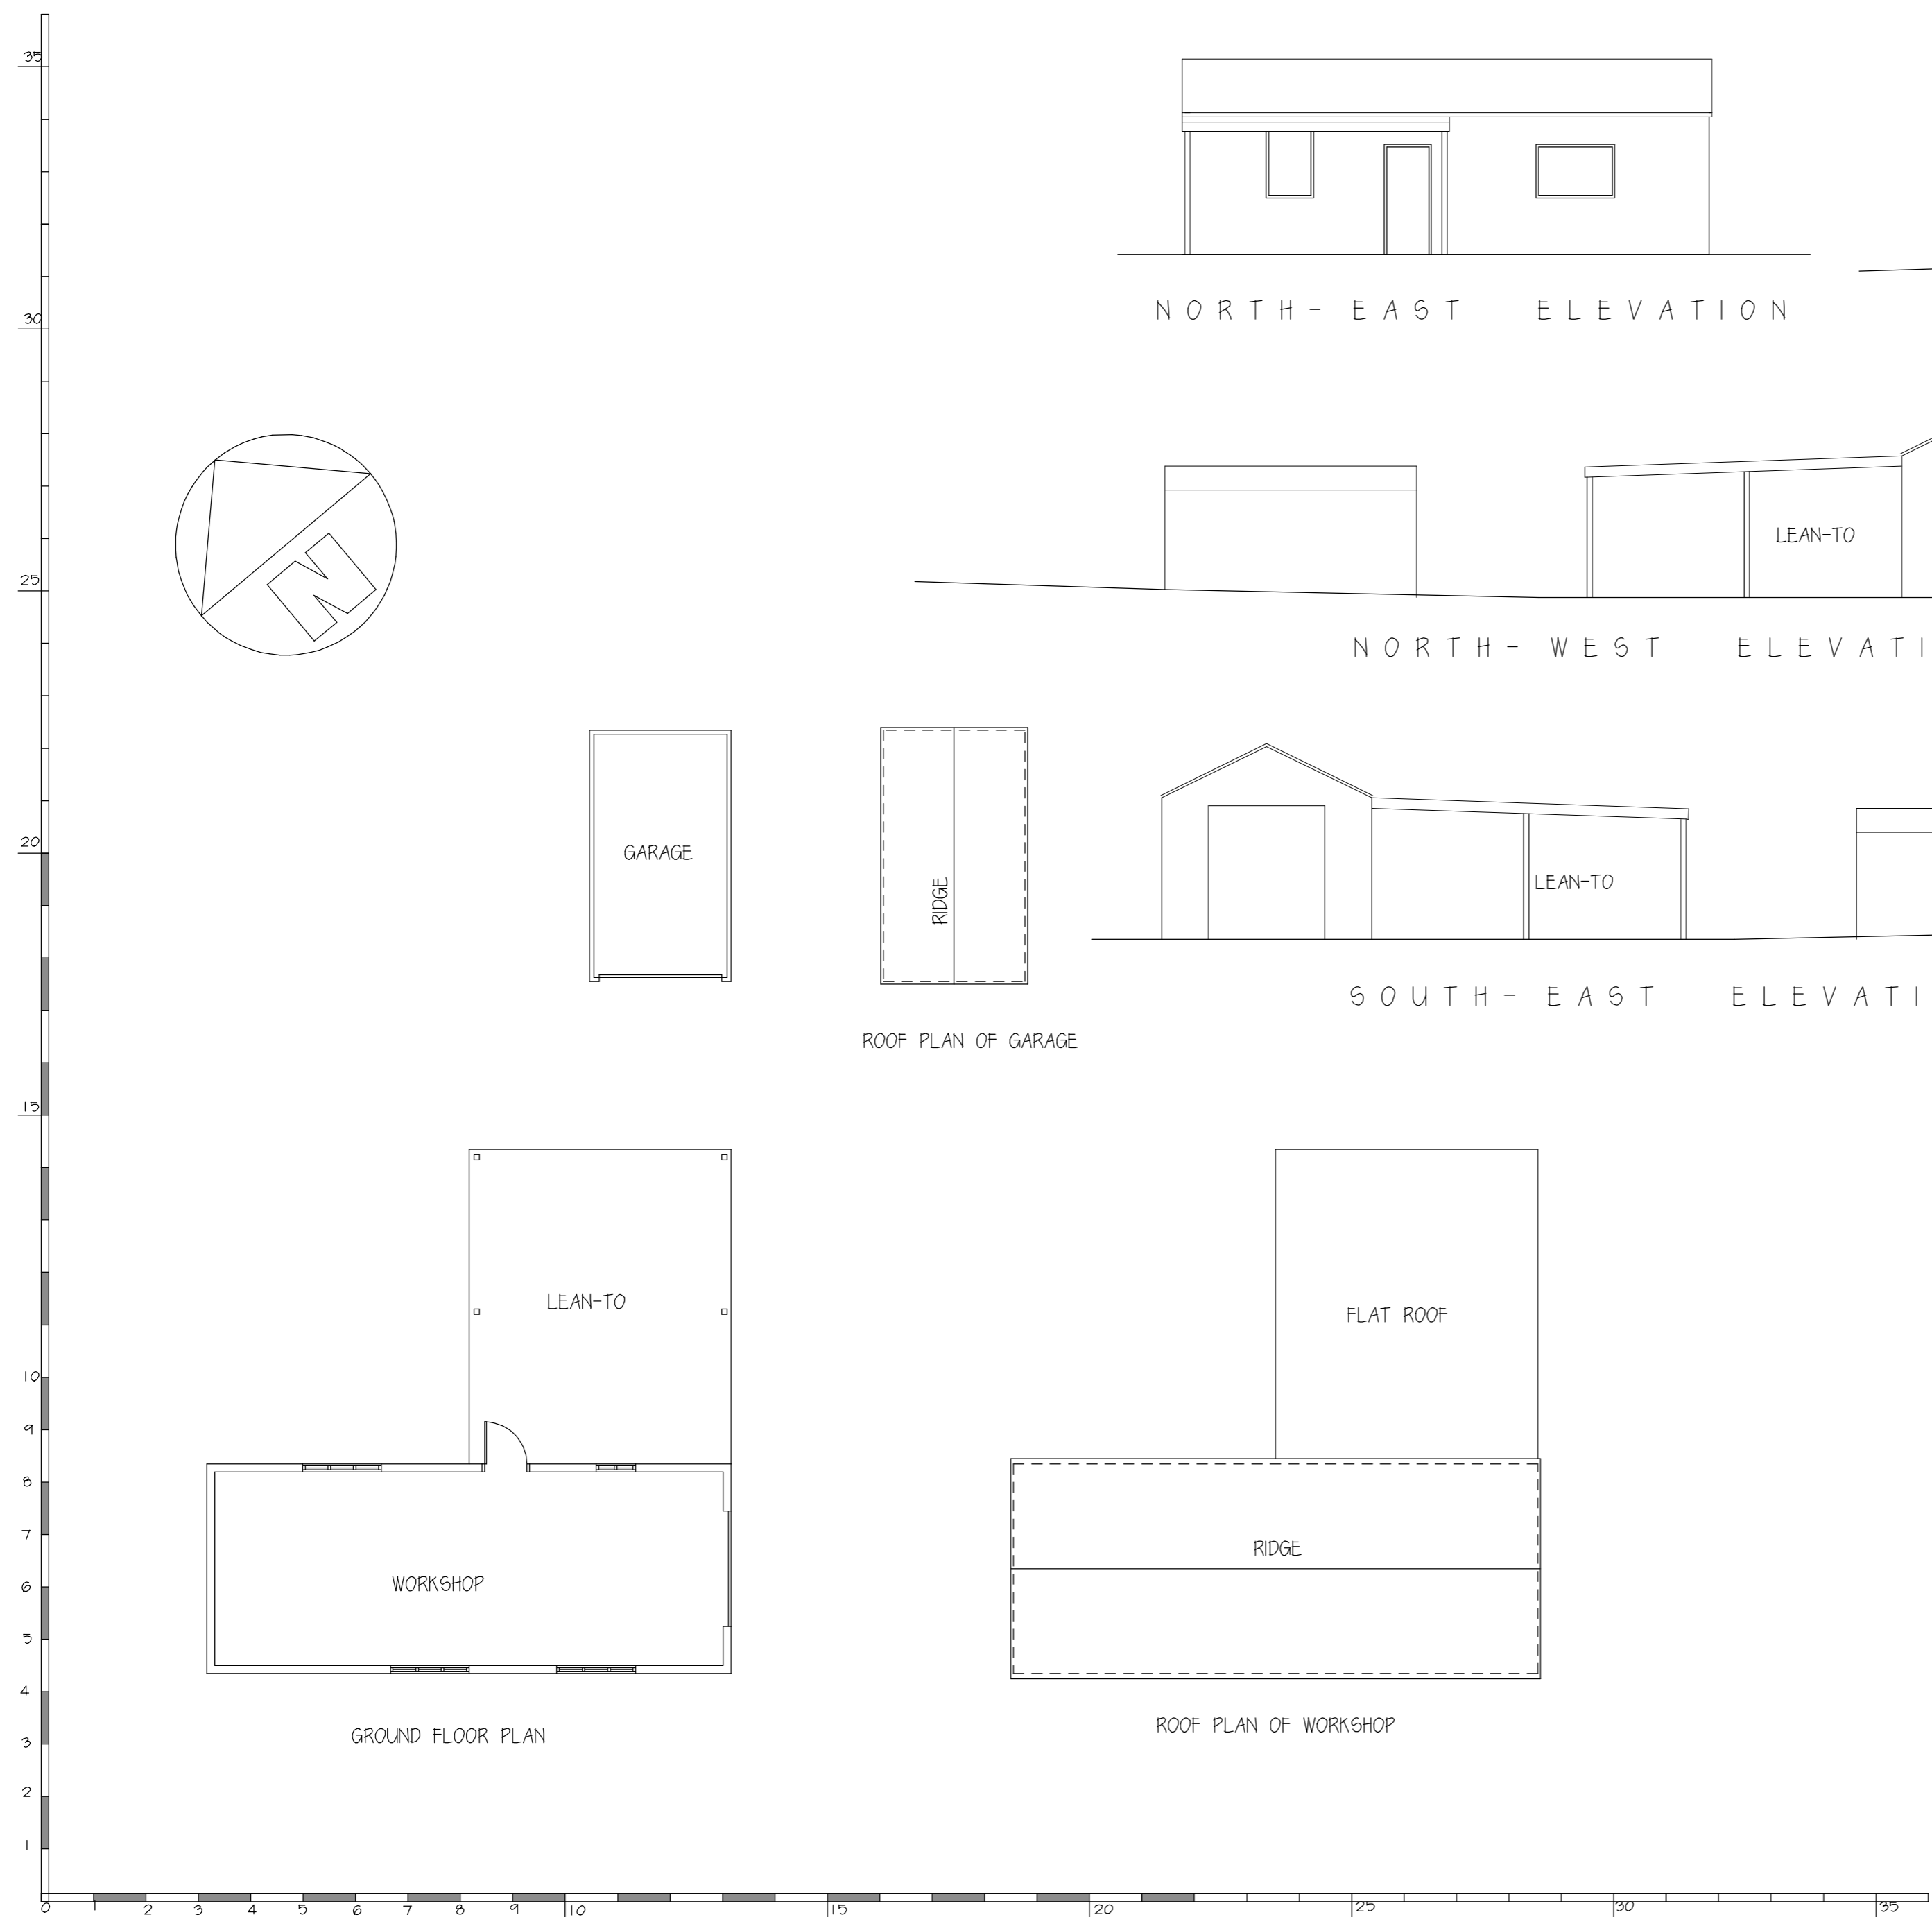 35
NORTH-EAST ELEVATION
30
LEAN-TO
25
N
NORTH-WEST ELEVATI
20
GARAGE
RIDGE
LEAN-TO
SOUTH-EAST ELEVATI
ROOF PLAN OF GARAGE
15
LEAN-TO
FLAT ROOF
10
9
8
7
RIDGE
6
WORKSHOP
5
4
ROOF PLAN OF WORKSHOP
GROUND FLOOR PLAN
3
2
1
0 1 2 3 4 5 6 7 8 9 10 15 20 25 30 35